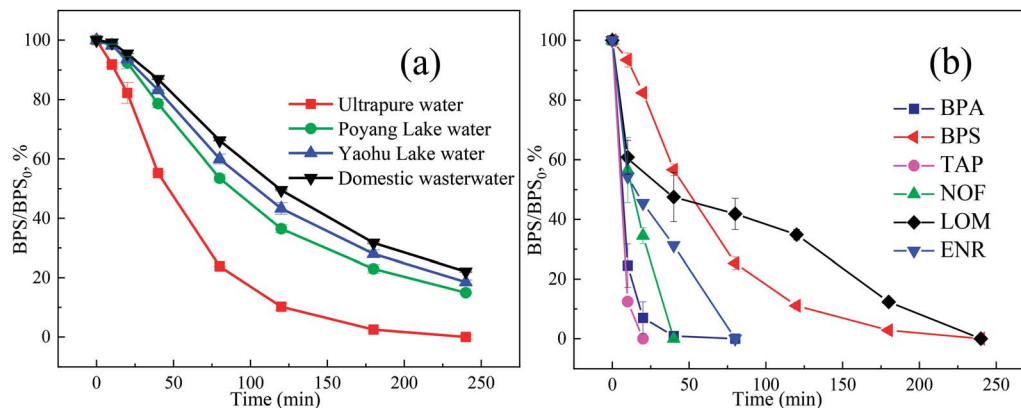 (a)
BPS/BPS0, %
100
80
60
40
20
0
Ultrapure water
Poyang Lake water
Yaohu Lake water
Domestic wasterwater
0 50 100 150 200 250
Time (min)
(b)
BPS/BPS0, %
100
80
60
40
20
0
BPA
BPS
TAP
NOF
LOM
ENR
0 50 100 150 200 250
Time (min)